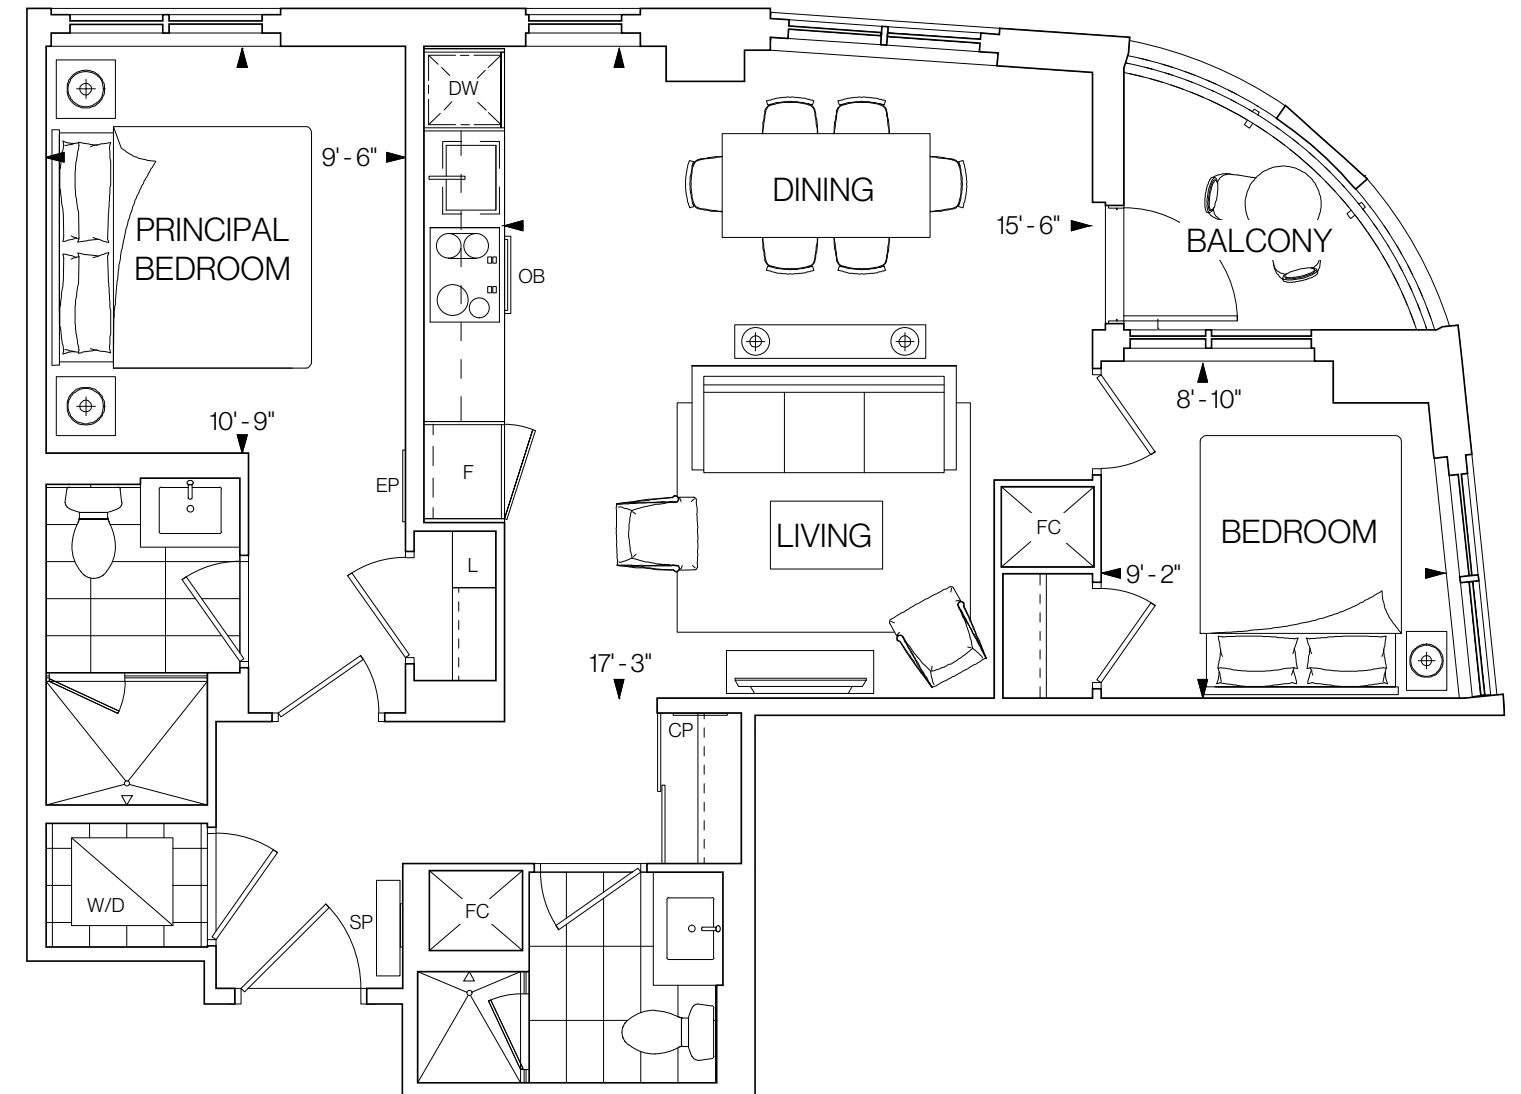 DW
9'-6"
DINING
PRINCIPAL
BEDROOM
15'-6"
BALCONY
OB
8'-10"
10'-9"
F
EP
FC
LIVING
BEDROOM
L
9'-2"
17'-3"
CP
W/D
SP
FC